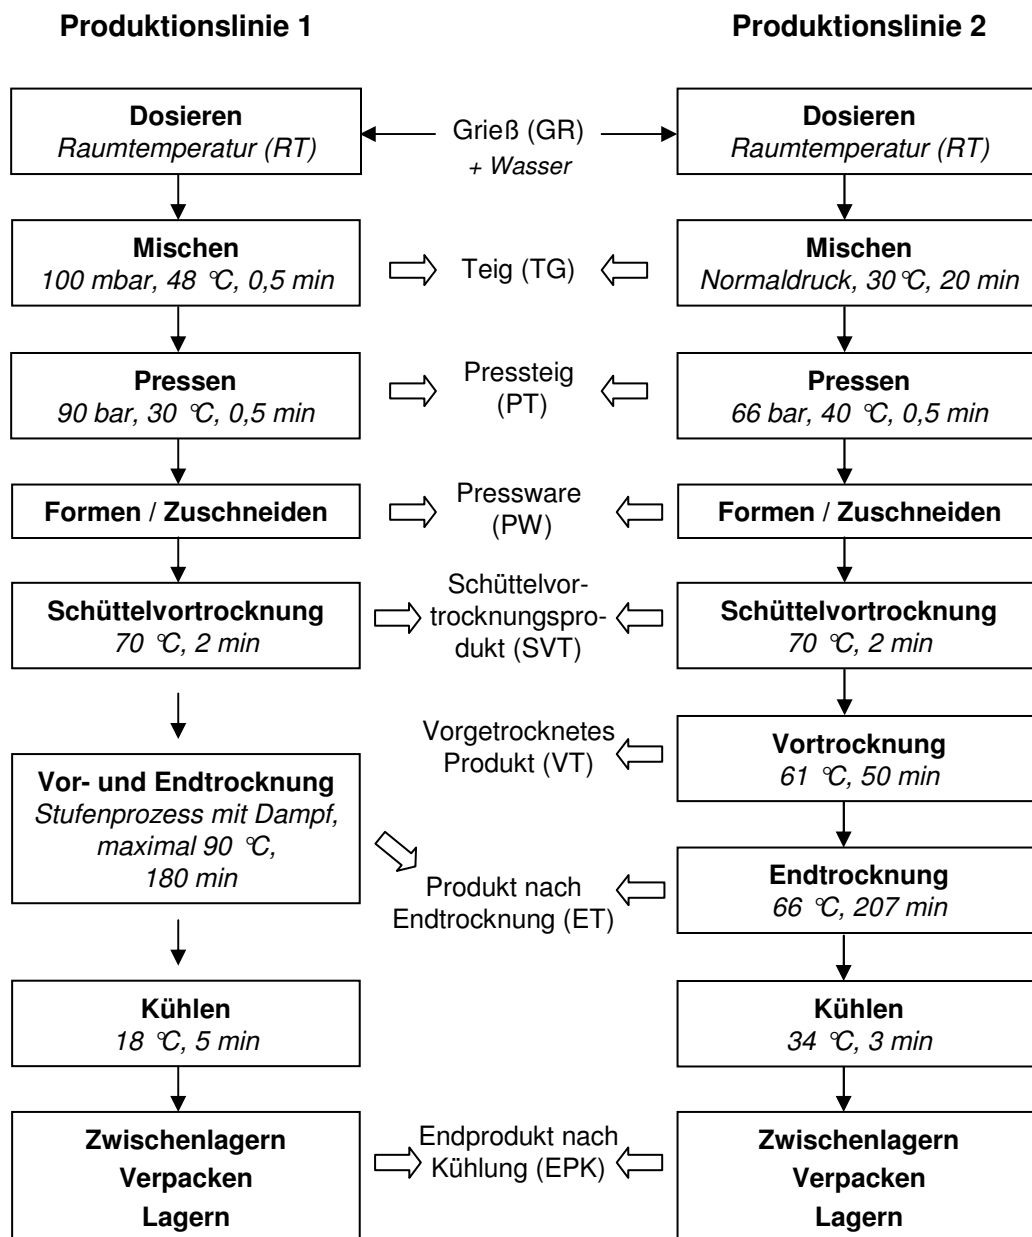 Produktionslinie 1
Produktionslinie 2
Dosieren
Raumtemperatur (RT)
Grieß (GR)
+ Wasser
Dosieren
Raumtemperatur (RT)
Mischen
100 mbar, 48 °C, 0,5 min
Teig (TG)
Mischen
Normaldruck, 30°C, 20 min
Pressen
90 bar, 30 °C, 0,5 min
Pressteig
(PT)
Pressen
66 bar, 40 °C, 0,5 min
Formen / Zuschneiden
Pressware
(PW)
Formen / Zuschneiden
Schüttelvortrocknung
70 °C, 2 min
Schüttelvor-
trocknungspro-
dukt (SVT)
Schüttelvortrocknung
70 °C, 2 min
Vorgetrocknetes
Produkt (VT)
Vortrocknung
61 °C, 50 min
Vor- und Endtrocknung
Stufenprozess mit Dampf,
maximal 90 °C,
180 min
Produkt nach
Endtrocknung (ET)
Endtrocknung
66 °C, 207 min
Kühlen
18 °C, 5 min
Kühlen
34 °C, 3 min
Zwischenlagern
Verpacken
Lagern
Endprodukt nach
Kühlung (EPK)
Zwischenlagern
Verpacken
Lagern